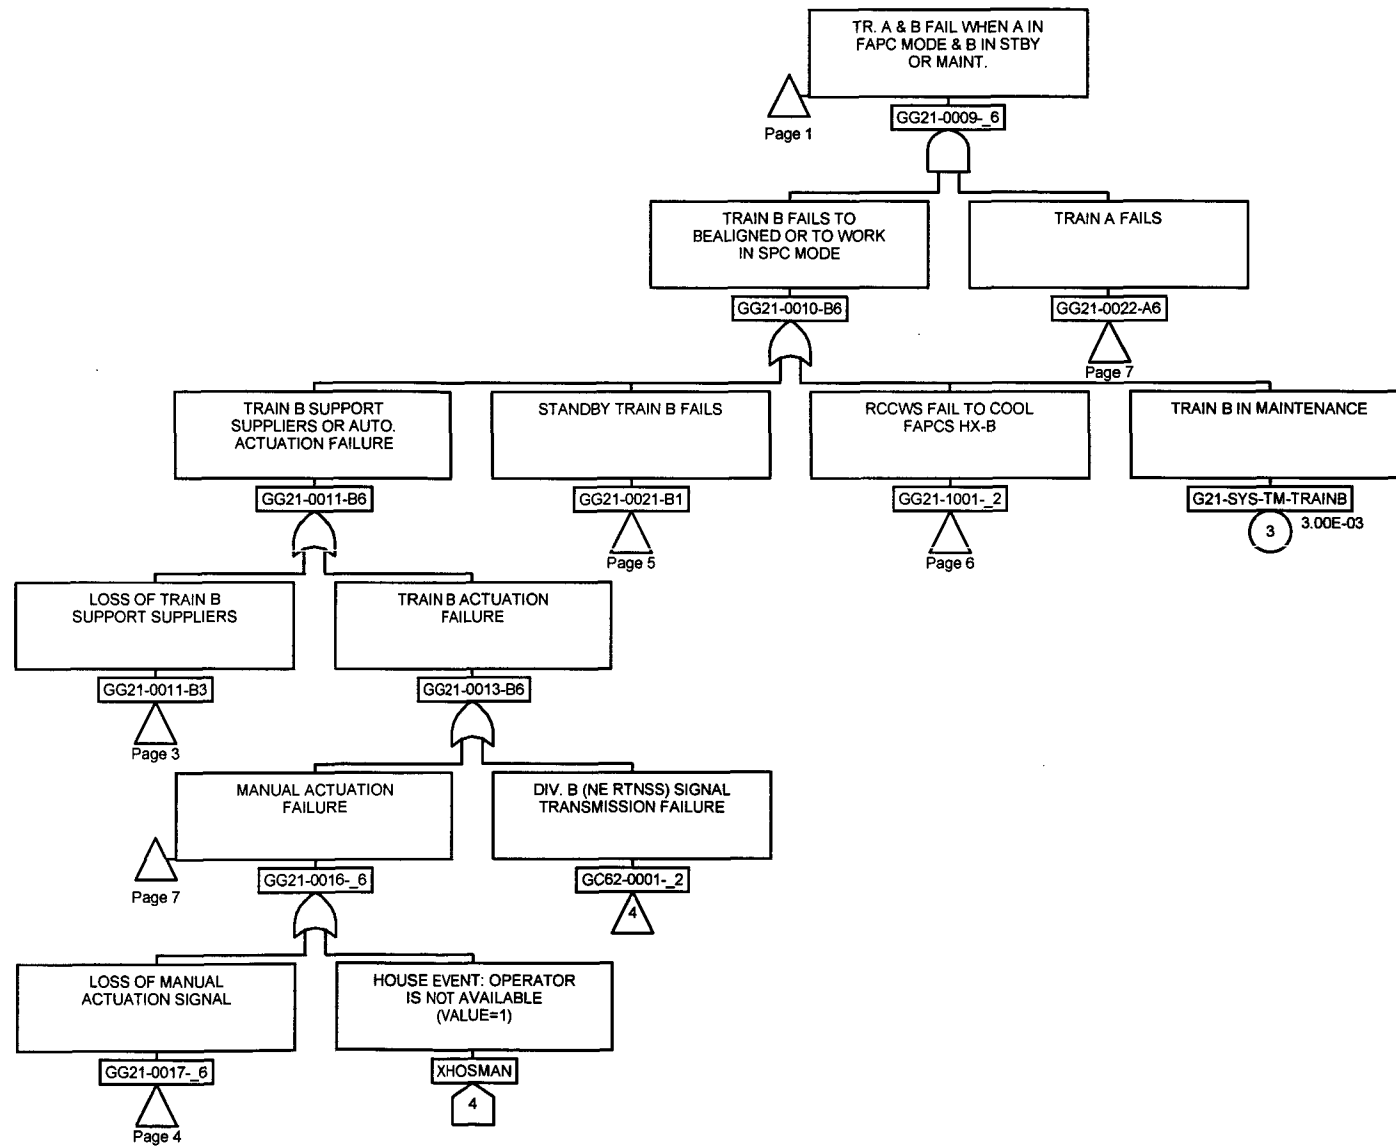 TR. A & B FAIL WHEN A IN
FAPC MODE & B IN STBY
OR MAINT.
Page 1
GG21-0009-_6
TRAIN B FAILS TO
BEALIGNED OR TO WORK
IN SPC MODE
TRAIN A FAILS
GG21-0010-B6
GG21-0022-A6
Page 7
TRAIN B SUPPORT
SUPPLIERS OR AUTO.
ACTUATION FAILURE
STANDBY TRAIN B FAILS
RCCWS FAIL TO COOL
FAPCS HX-B
TRAIN B IN MAINTENANCE
GG21-0011-B6
GG21-0021-B1
GG21-1001-_2
G21-SYS-TM-TRAINB
Page 5
Page 6
3
3.00E-03
LOSS OF TRAIN B
SUPPORT SUPPLIERS
TRAIN B ACTUATION
FAILURE
GG21-0011-B3
GG21-0013-B6
Page 3
MANUAL ACTUATION
FAILURE
DIV. B (NE RTNSS) SIGNAL
TRANSMISSION FAILURE
Page 7
GG21-0016-_6
GC62-0001-_2
4
LOSS OF MANUAL
ACTUATION SIGNAL
HOUSE EVENT: OPERATOR
IS NOT AVAILABLE
(VALUE=1)
GG21-0017-_6
XHOSMAN
Page 4
4